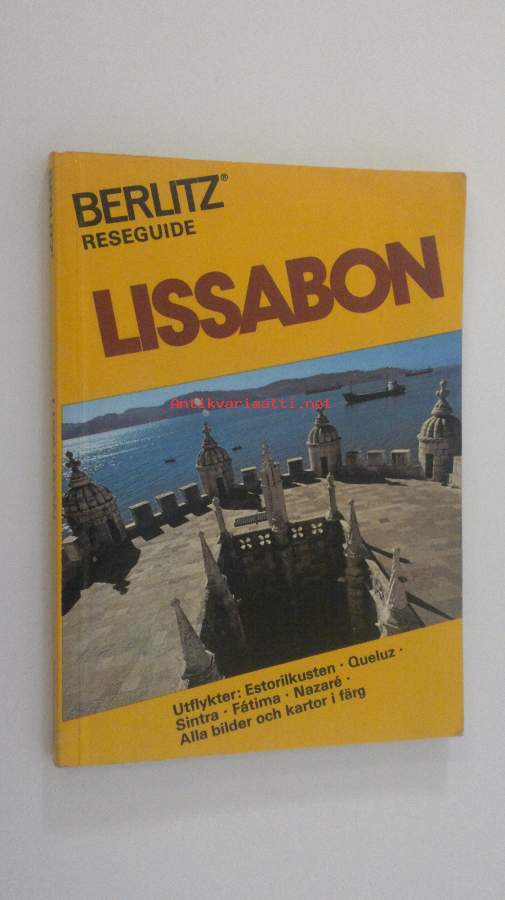 BERLITZ®
RESEGUIDE
LISSABON
Antikvariaatti.net
Utflykter: Estorilkusten · Queluz ·
Sintra · Fátima · Nazaré ·
Alla bilder och kartor i färg